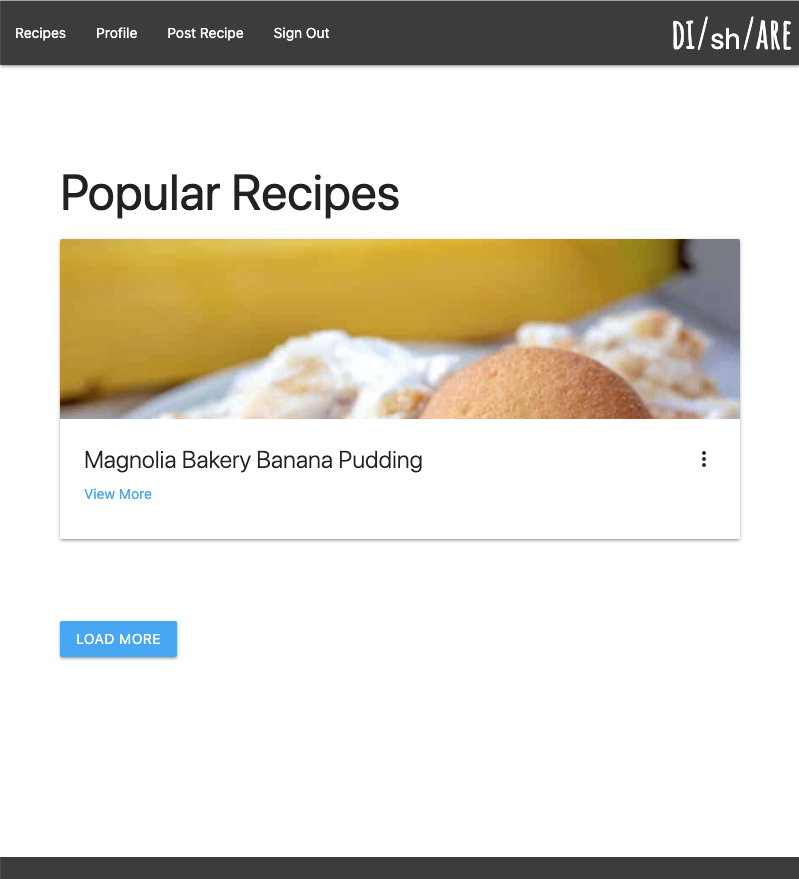 Recipes Profile Post Recipe Sign Out DI/sh/ARE
Popular Recipes
Magnolia Bakery Banana Pudding
View More
LOAD MORE